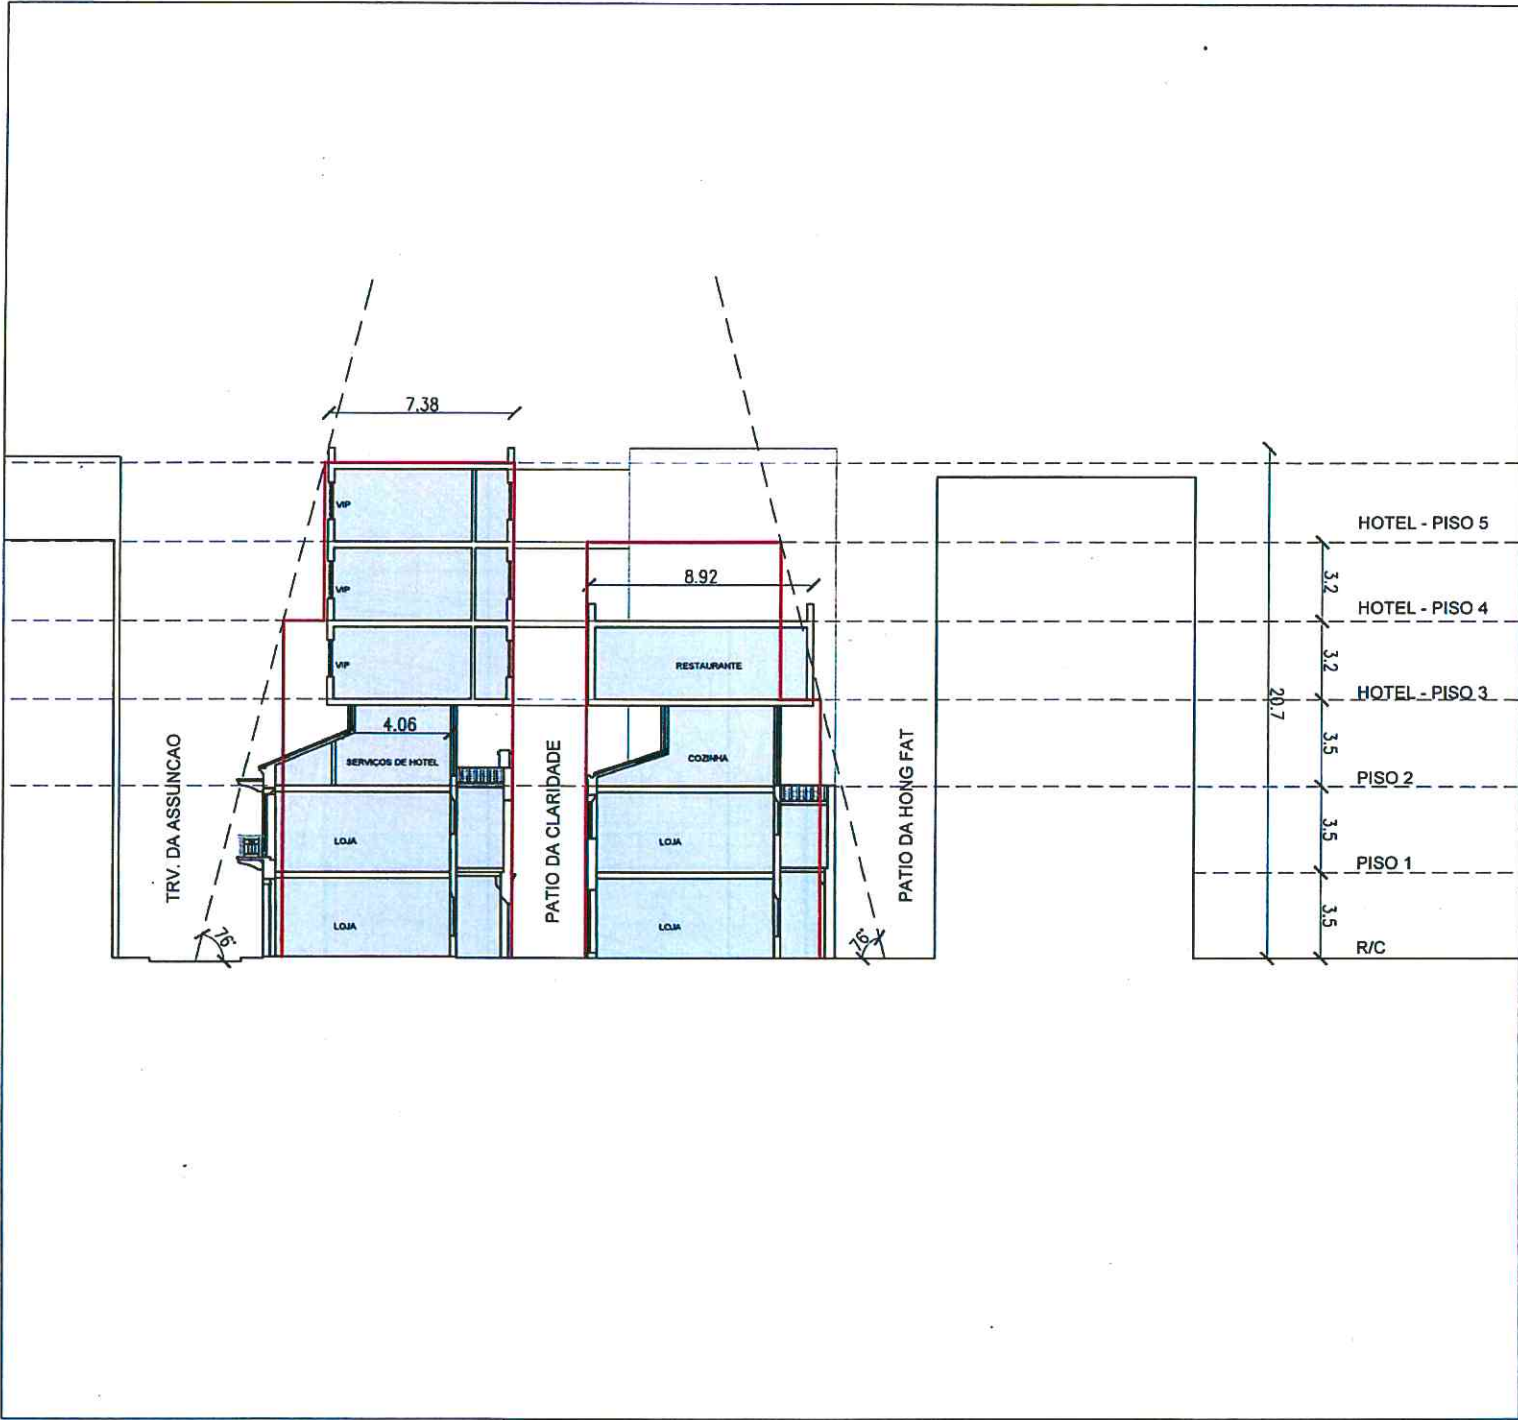 7.38
HOTEL - PISO 5
VIP
8.92
3.2
HOTEL - PISO 4
VIP
3.2
VIP
RESTAURANTE
HOTEL - PISO 3
20.7
4.06
3.5
SERVIÇOS DE HOTEL
COZINHA
PISO 2
TRV. DA ASSUNCAO
PATIO DA CLARIDADE
PATIO DA HONG FAT
LOJA
LOJA
3.5
PISO 1
LOJA
LOJA
3.5
76°
76°
R/C